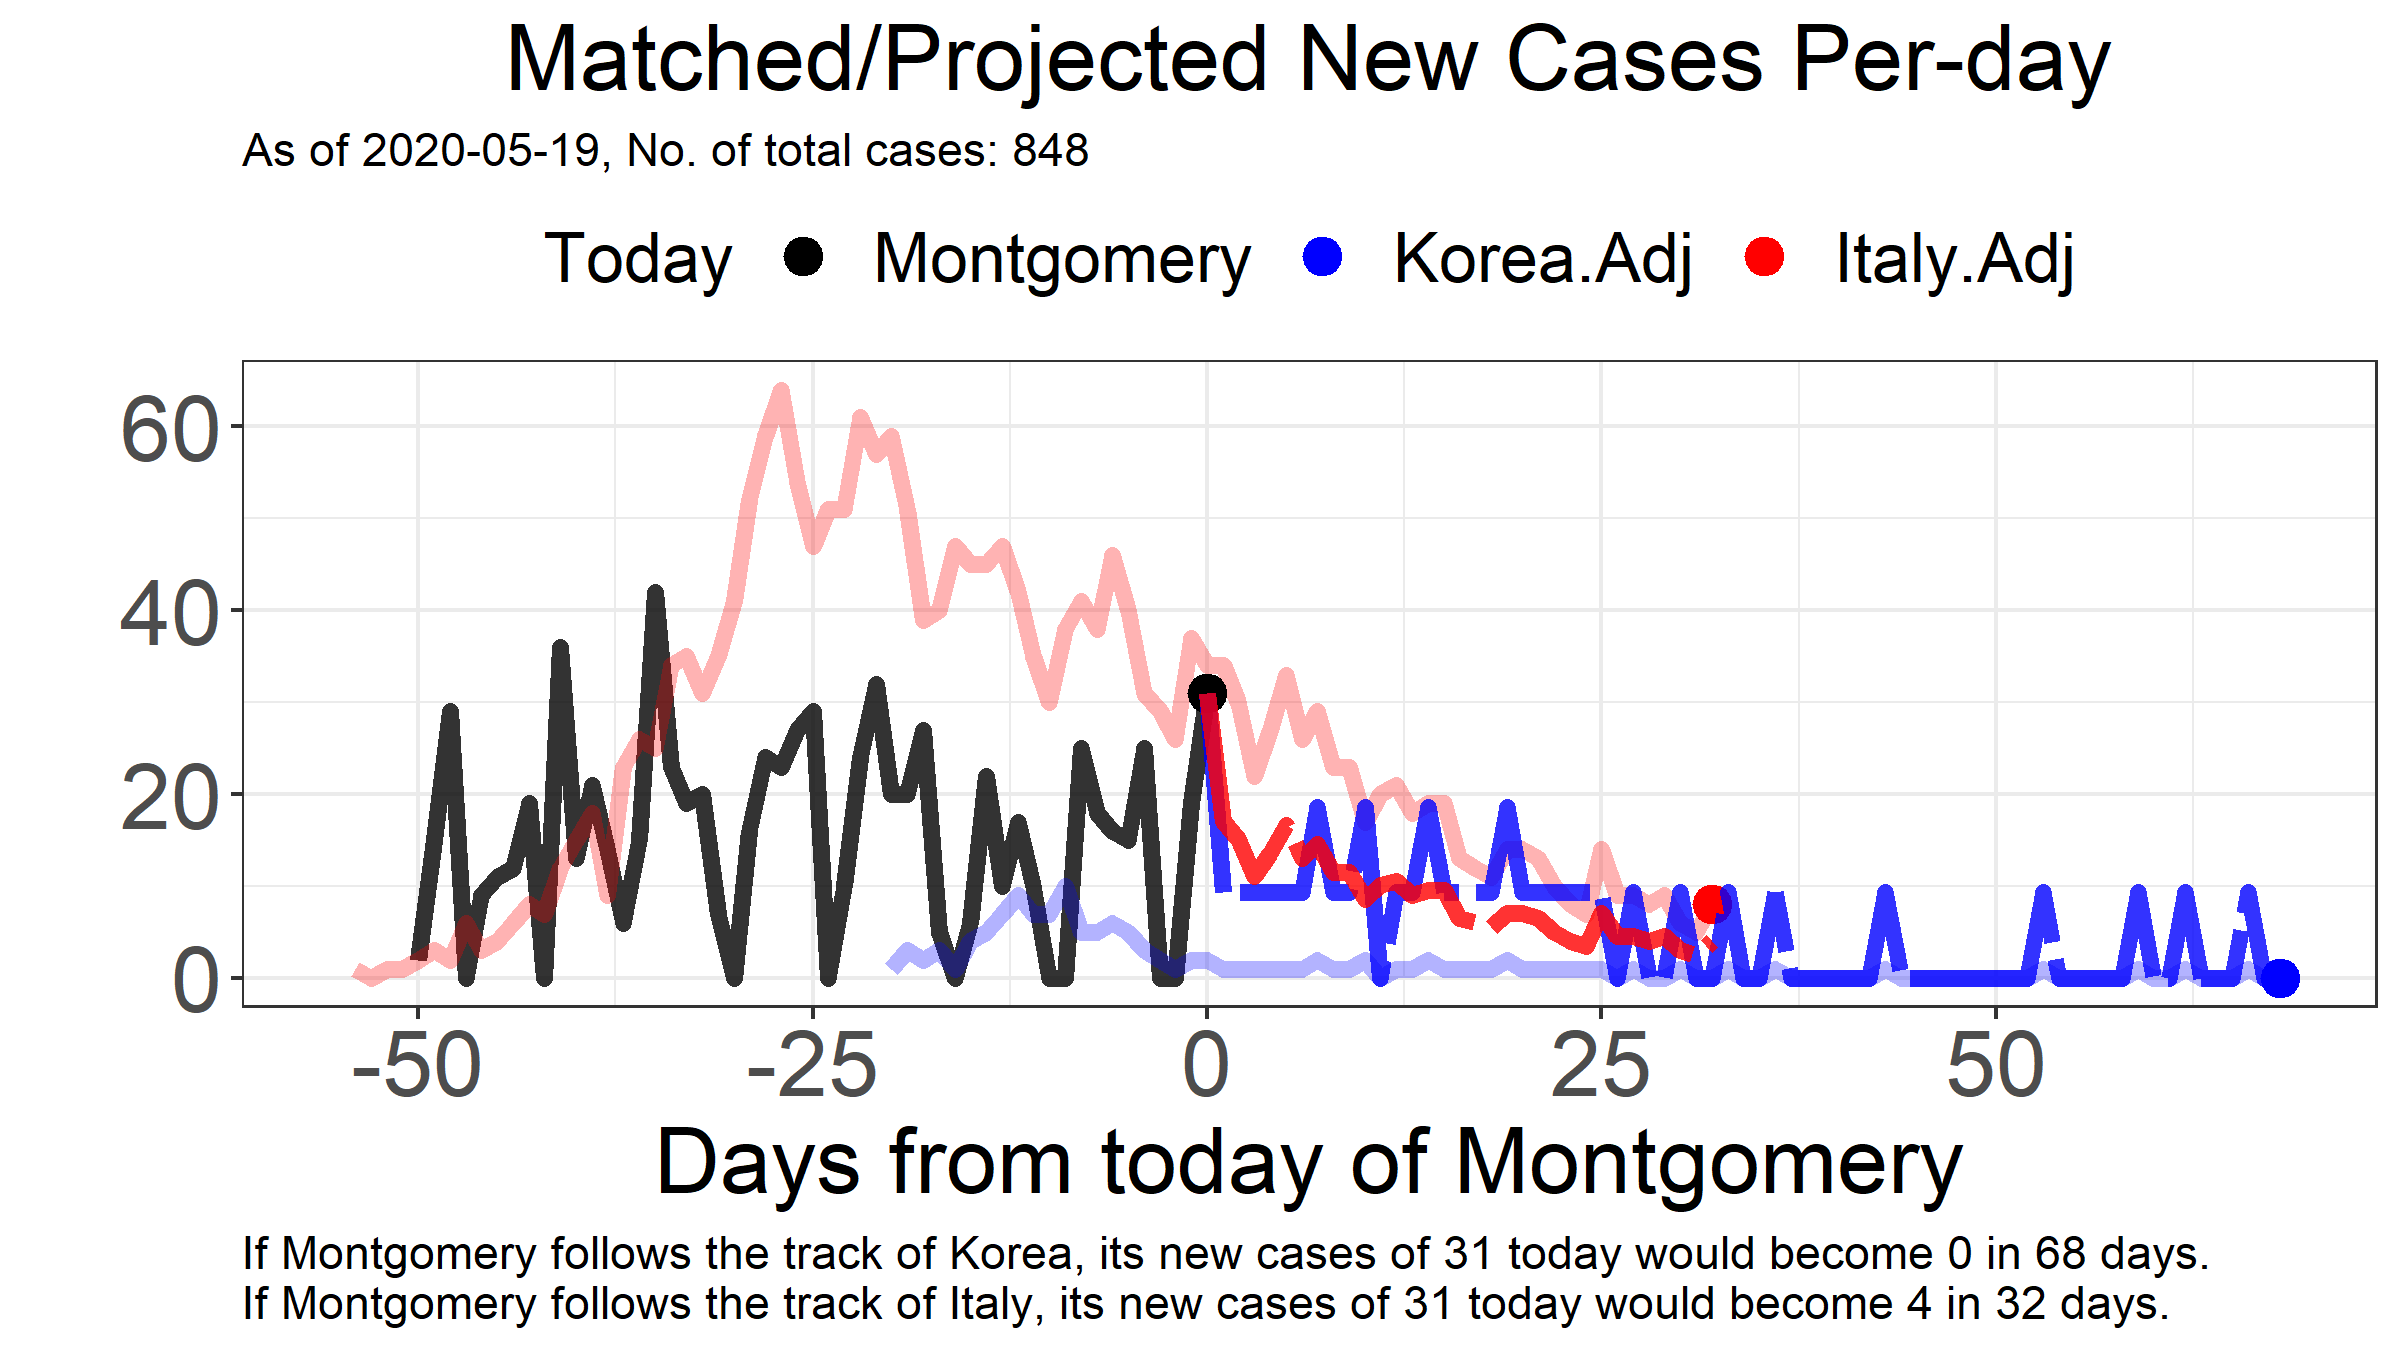 Matched/Projected New Cases Per-day
As of 2020-05-19, No. of total cases: 848
Today Montgomery Korea.Adj Italy.Adj
60
40
20
0
-50 -25 0 25 50
Days from today of Montgomery
If Montgomery follows the track of Korea, its new cases of 31 today would become 0 in 68 days.
If Montgomery follows the track of Italy, its new cases of 31 today would become 4 in 32 days.